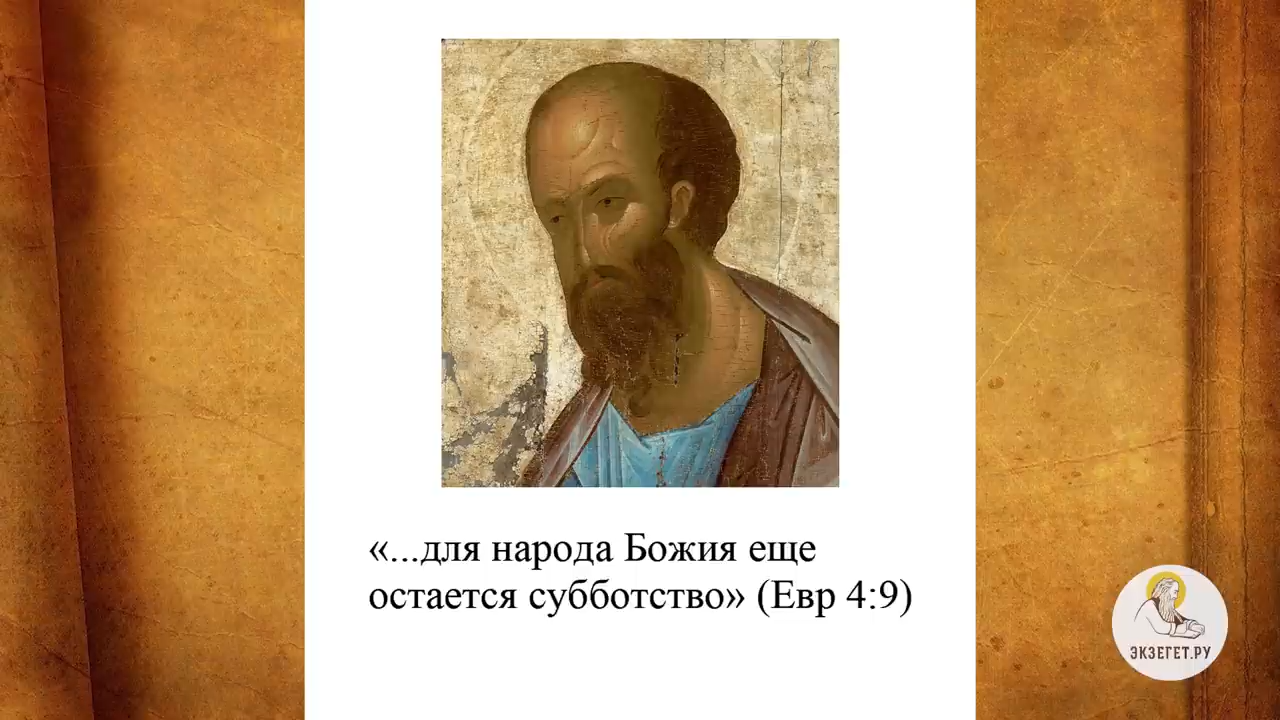 «...для народа Божия еще
остается субботство» (Евр 4:9)
ЭКЗЕГЕТ.РУ